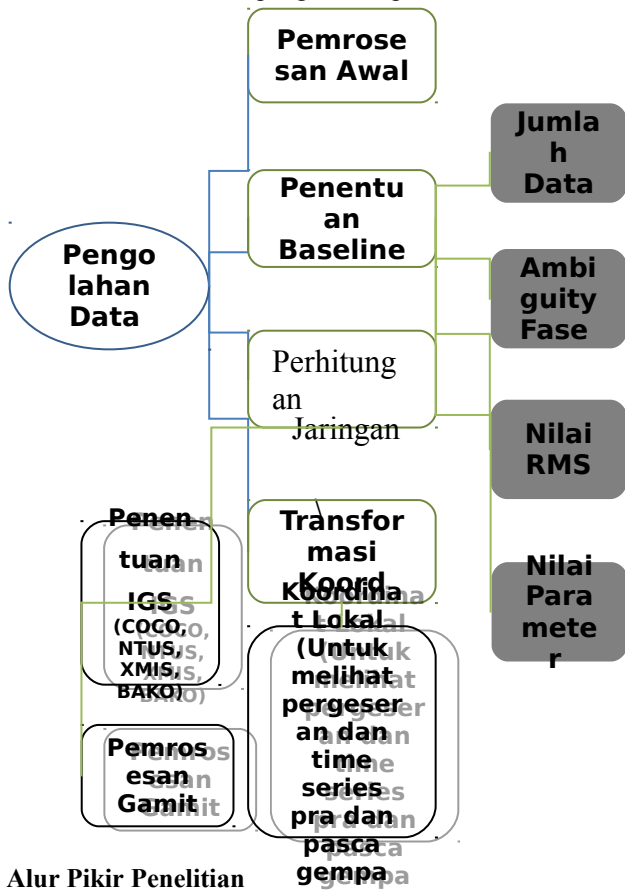 Pemrose
san Awal
Jumla
h
Data
Penentu
an
Baseline
Pengo
lahan
Data
Ambi
guity
Fase
Perhitung
an
Jaringan
Nilai
RMS
Transfor
masi
Koord
Nilai
Para
mete
r
Penen
tuan
IGS
(COCO,
NTUS,
XMIS,
BAKO)
Koordina
t Lokal
(Untuk
melihat
pergeser
an dan
time
series
pra dan
pasca
gempa
Pemros
esan
Gamit
Alur Pikir Penelitian